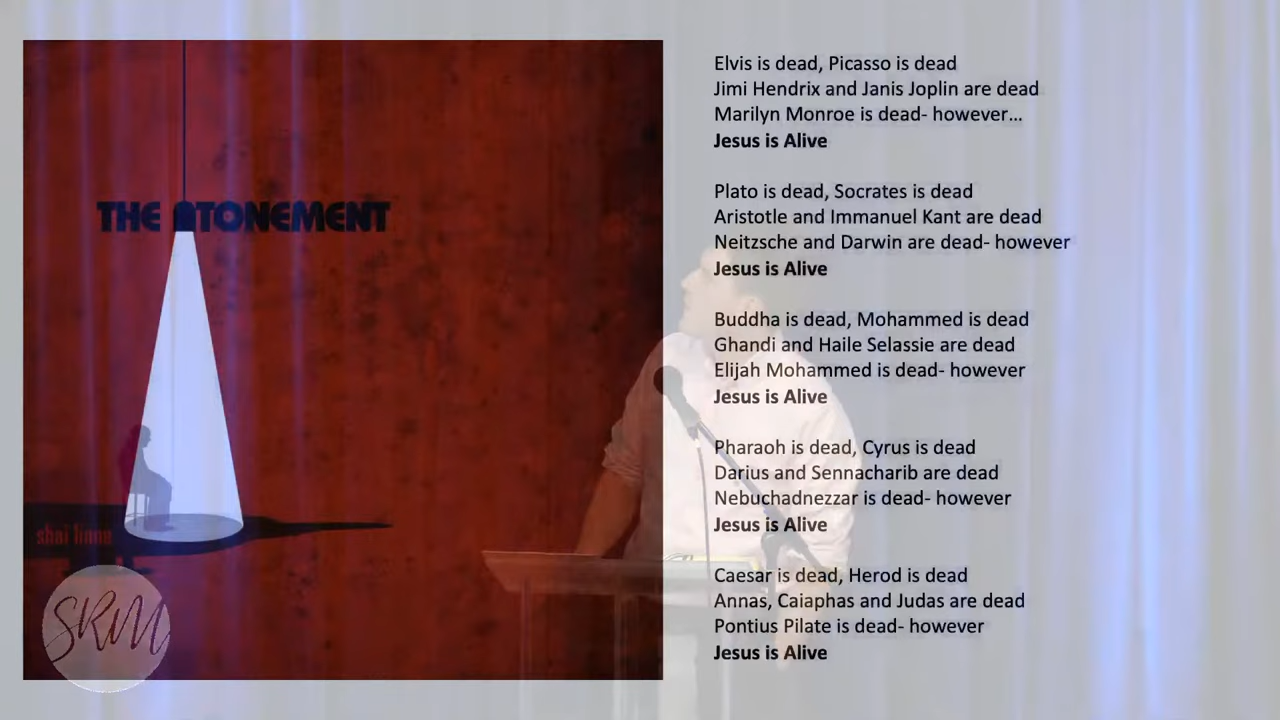 THE ATONEMENT
shai linne
SRM
Elvis is dead, Picasso is dead
Jimi Hendrix and Janis Joplin are dead
Marilyn Monroe is dead- however…
Jesus is Alive
Plato is dead, Socrates is dead
Aristotle and Immanuel Kant are dead
Neitzsche and Darwin are dead- however
Jesus is Alive
Buddha is dead, Mohammed is dead
Ghandi and Haile Selassie are dead
Elijah Mohammed is dead- however
Jesus is Alive
Pharaoh is dead, Cyrus is dead
Darius and Sennacharib are dead
Nebuchadnezzar is dead- however
Jesus is Alive
Caesar is dead, Herod is dead
Annas, Caiaphas and Judas are dead
Pontius Pilate is dead- however
Jesus is Alive